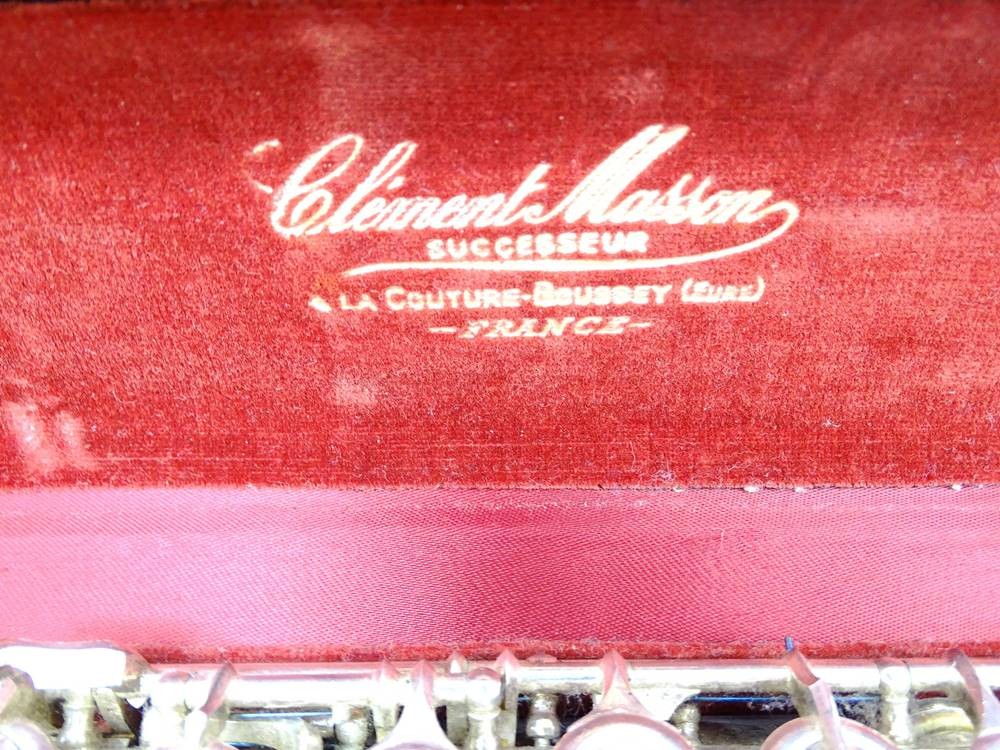 Clément Masson
SUCCESSEUR
A LA COUTURE-BOUSSEY (EURE)
-FRANCE-